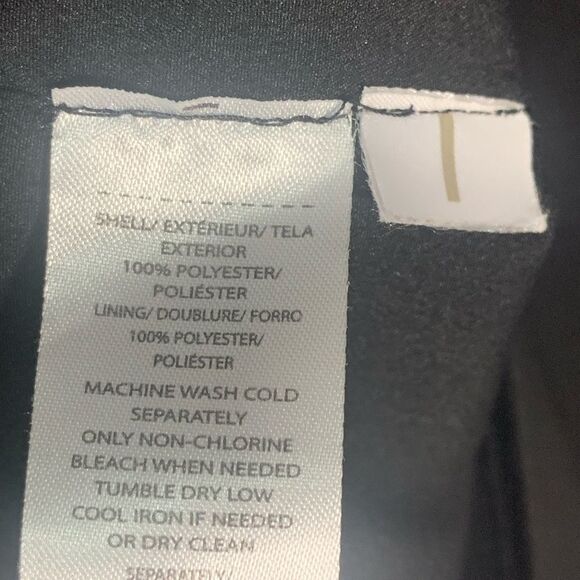 SHELL/ EXTÉRIEUR/ TELA
EXTERIOR
100% POLYESTER/
POLIÉSTER
LINING/ DOUBLURE/ FORRO
100% POLYESTER/
POLIÉSTER
MACHINE WASH COLD
SEPARATELY
ONLY NON-CHLORINE
BLEACH WHEN NEEDED
TUMBLE DRY LOW
COOL IRON IF NEEDED
OR DRY CLEAN
SEPARATELY/